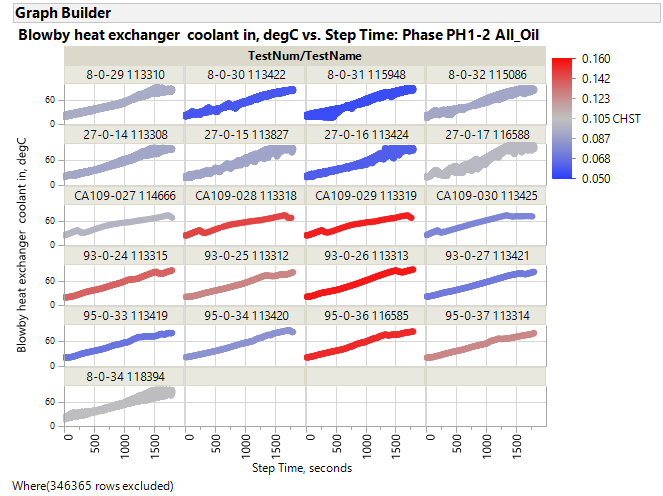 Graph Builder
Blowby heat exchanger  coolant in, degC vs. Step Time: Phase PH1-2 All_Oil
TestNum/TestName
8-0-29 113310
8-0-30 113422
8-0-31 115948
8-0-32 115086
60
0
27-0-14 113308
27-0-15 113827
27-0-16 113424
27-0-17 116588
60
0
CA109-027 114666
CA109-028 113318
CA109-029 113319
CA109-030 113425
60
0
93-0-24 113315
93-0-25 113312
93-0-26 113313
93-0-27 113421
60
0
95-0-33 113419
95-0-34 113420
95-0-36 116585
95-0-37 113314
60
0
8-0-34 118394
60
0
Blowby heat exchanger  coolant in, degC
0 500 1000 1500
0 500 1000 1500
0 500 1000 1500
0 500 1000 1500
Step Time, seconds
0.160
0.142
0.123
0.105 CHST
0.087
0.068
0.050
Where(346365 rows excluded)